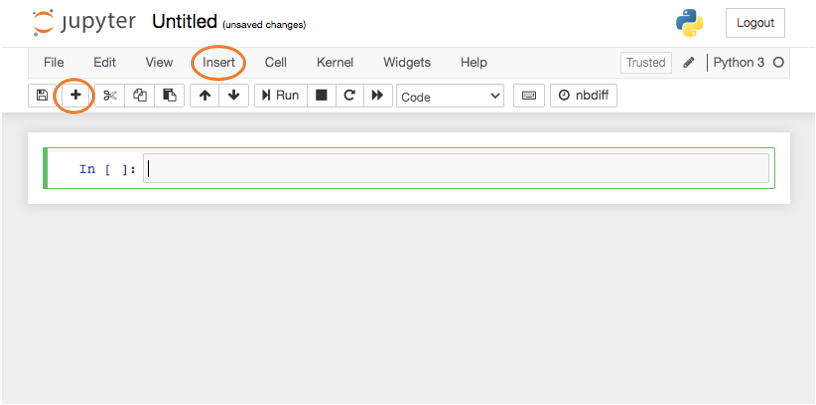 jupyter Untitled (unsaved changes) Logout
File Edit View Insert Cell Kernel Widgets Help Trusted Python 3
Run Code nbdiff
In [ ]: